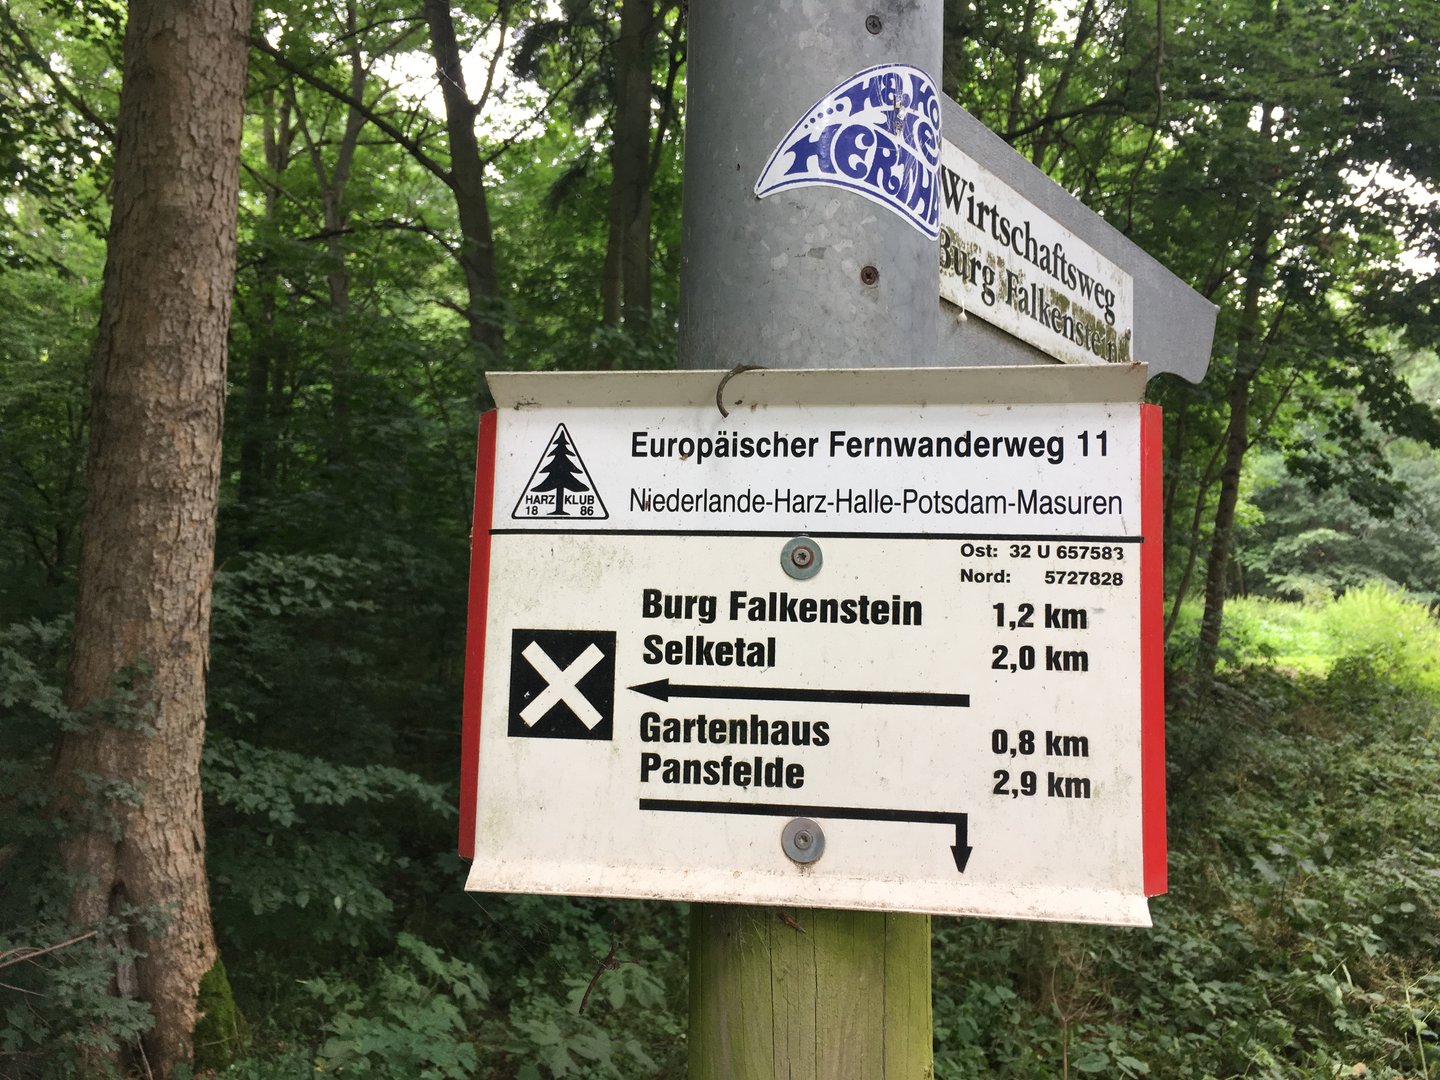 Ha, Ho
He
HERTHA
Wirtschaftsweg
Burg Falkenstein
Europäischer Fernwanderweg 11
Niederlande-Harz-Halle-Potsdam-Masuren
HARZ KLUB
18 86
Ost: 32 U 657583
Nord: 5727828
Burg Falkenstein 1,2 km
Selketal 2,0 km
Gartenhaus 0,8 km
Pansfelde 2,9 km